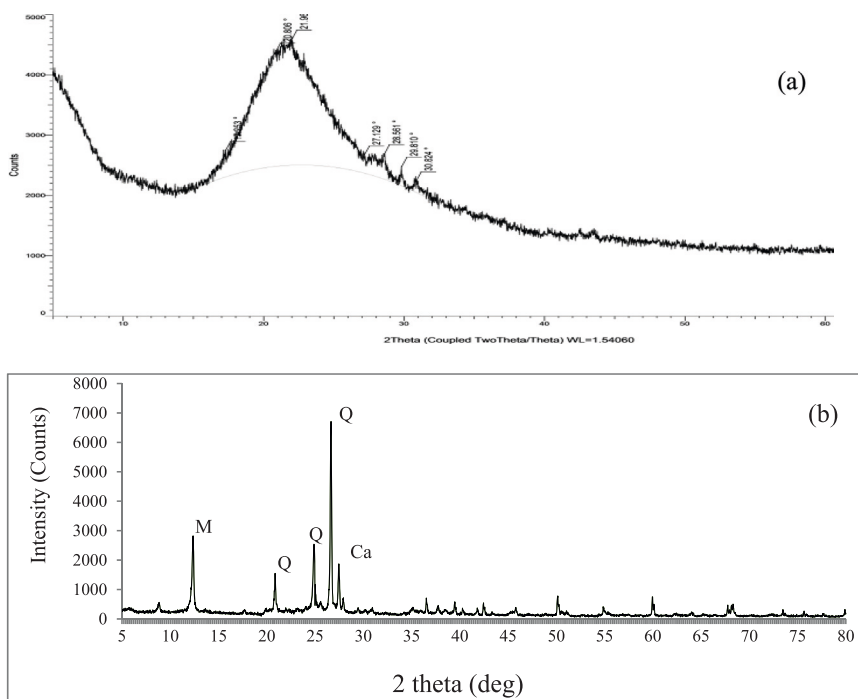 5000
20.806 °
21.96
4000
(a)
27.129 °
28.561 °
29.810 °
30.824 °
3000
Counts
2000
1000
0
10 20 30 40 50 60
2Theta (Coupled TwoTheta/Theta) WL=1.54060
8000
(b)
7000
Q
6000
5000
Intensity (Counts)
4000
3000
M
Q
Ca
2000
Q
1000
0
5 10 15 20 25 30 35 40 45 50 55 60 65 70 75 80
2 theta (deg)